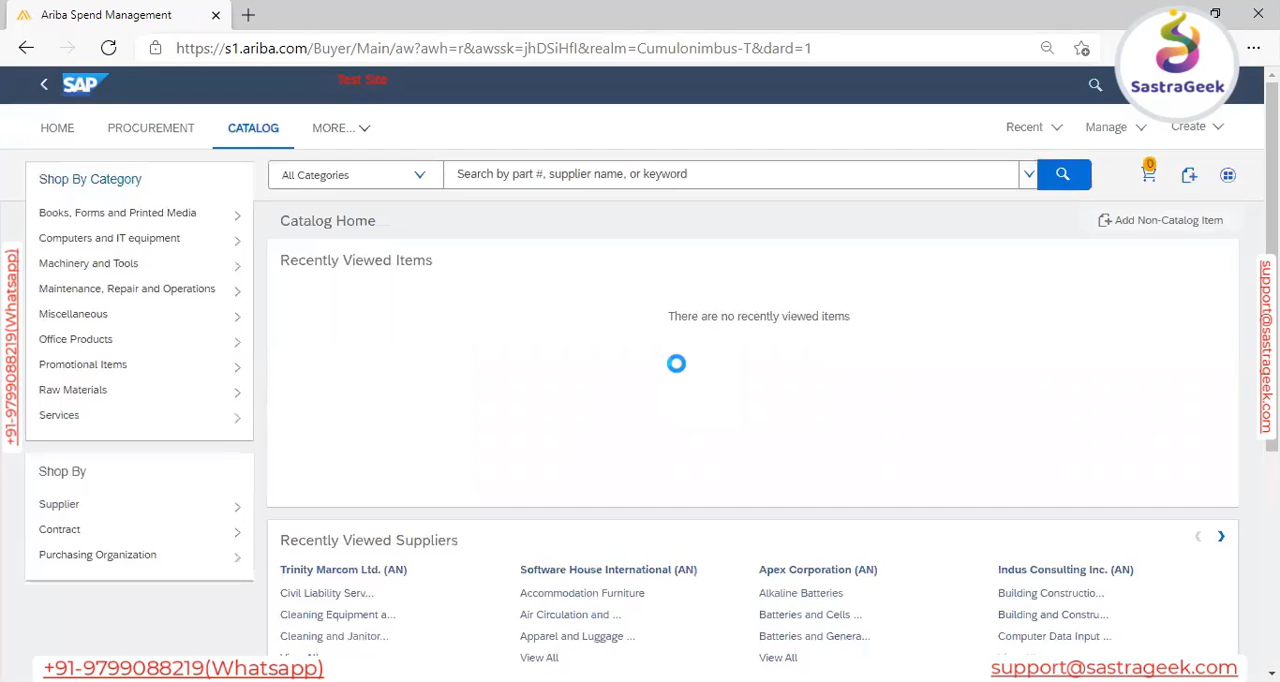 Ariba Spend Management
https://s1.ariba.com/Buyer/Main/aw?awh=r&awssk=jhDSiHfI&realm=Cumulonimbus-T&dard=1
SastraGeek
SAP
Test Site
HOME PROCUREMENT CATALOG MORE...
Recent Manage Create
Shop By Category
All Categories
Search by part #, supplier name, or keyword
0
Books, Forms and Printed Media
Computers and IT equipment
Machinery and Tools
Maintenance, Repair and Operations
Miscellaneous
Office Products
Promotional Items
Raw Materials
Services
Catalog Home
Add Non-Catalog Item
Recently Viewed Items
There are no recently viewed items
Shop By
Supplier
Contract
Purchasing Organization
Recently Viewed Suppliers
Trinity Marcom Ltd. (AN)
Civil Liability Serv...
Cleaning Equipment a...
Cleaning and Janitor...
Software House International (AN)
Accommodation Furniture
Air Circulation and ...
Apparel and Luggage ...
View All
Apex Corporation (AN)
Alkaline Batteries
Batteries and Cells ...
Batteries and Genera...
View All
Indus Consulting Inc. (AN)
Building Constructio...
Building and Constru...
Computer Data Input ...
+91-9799088219(Whatsapp)
support@sastrageek.com
+91-9799088219(Whatsapp)
support@sastrageek.com